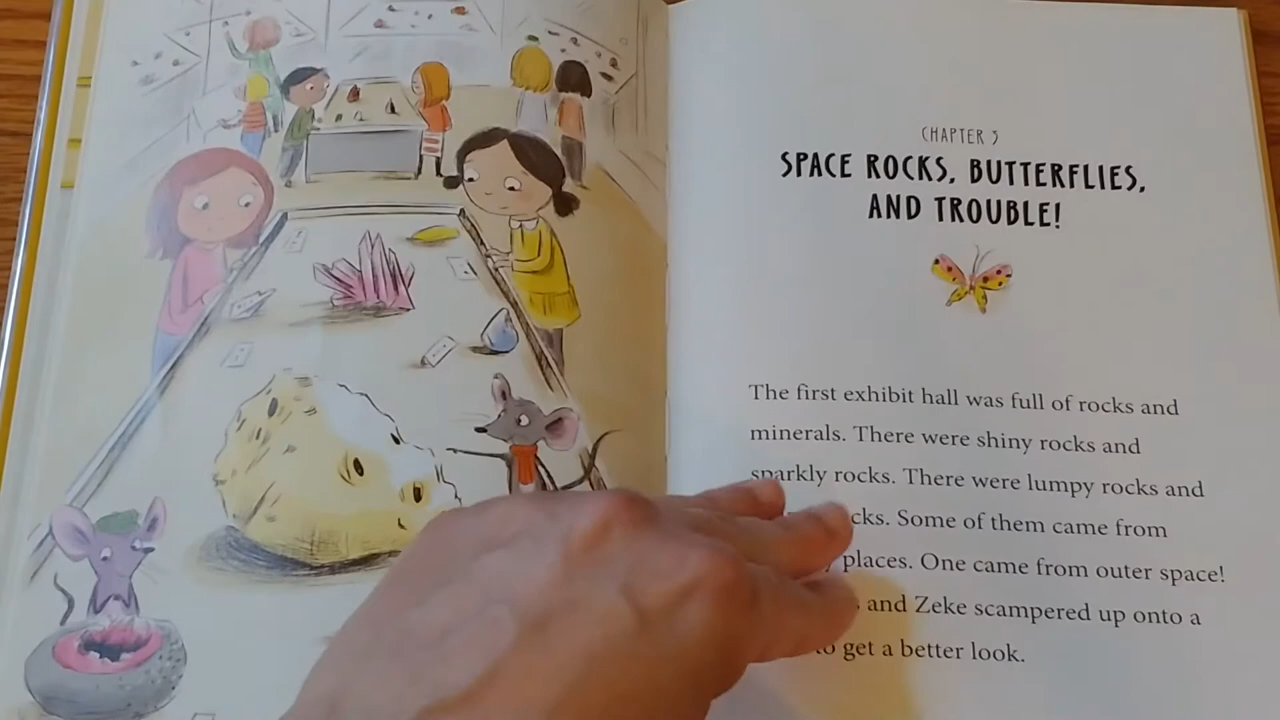 CHAPTER 5
SPACE ROCKS, BUTTERFLIES,
AND TROUBLE!
The first exhibit hall was full of rocks and
minerals. There were shiny rocks and
sparkly rocks. There were lumpy rocks and
cks. Some of them came from
places. One came from outer space!
and Zeke scampered up onto a
to get a better look.